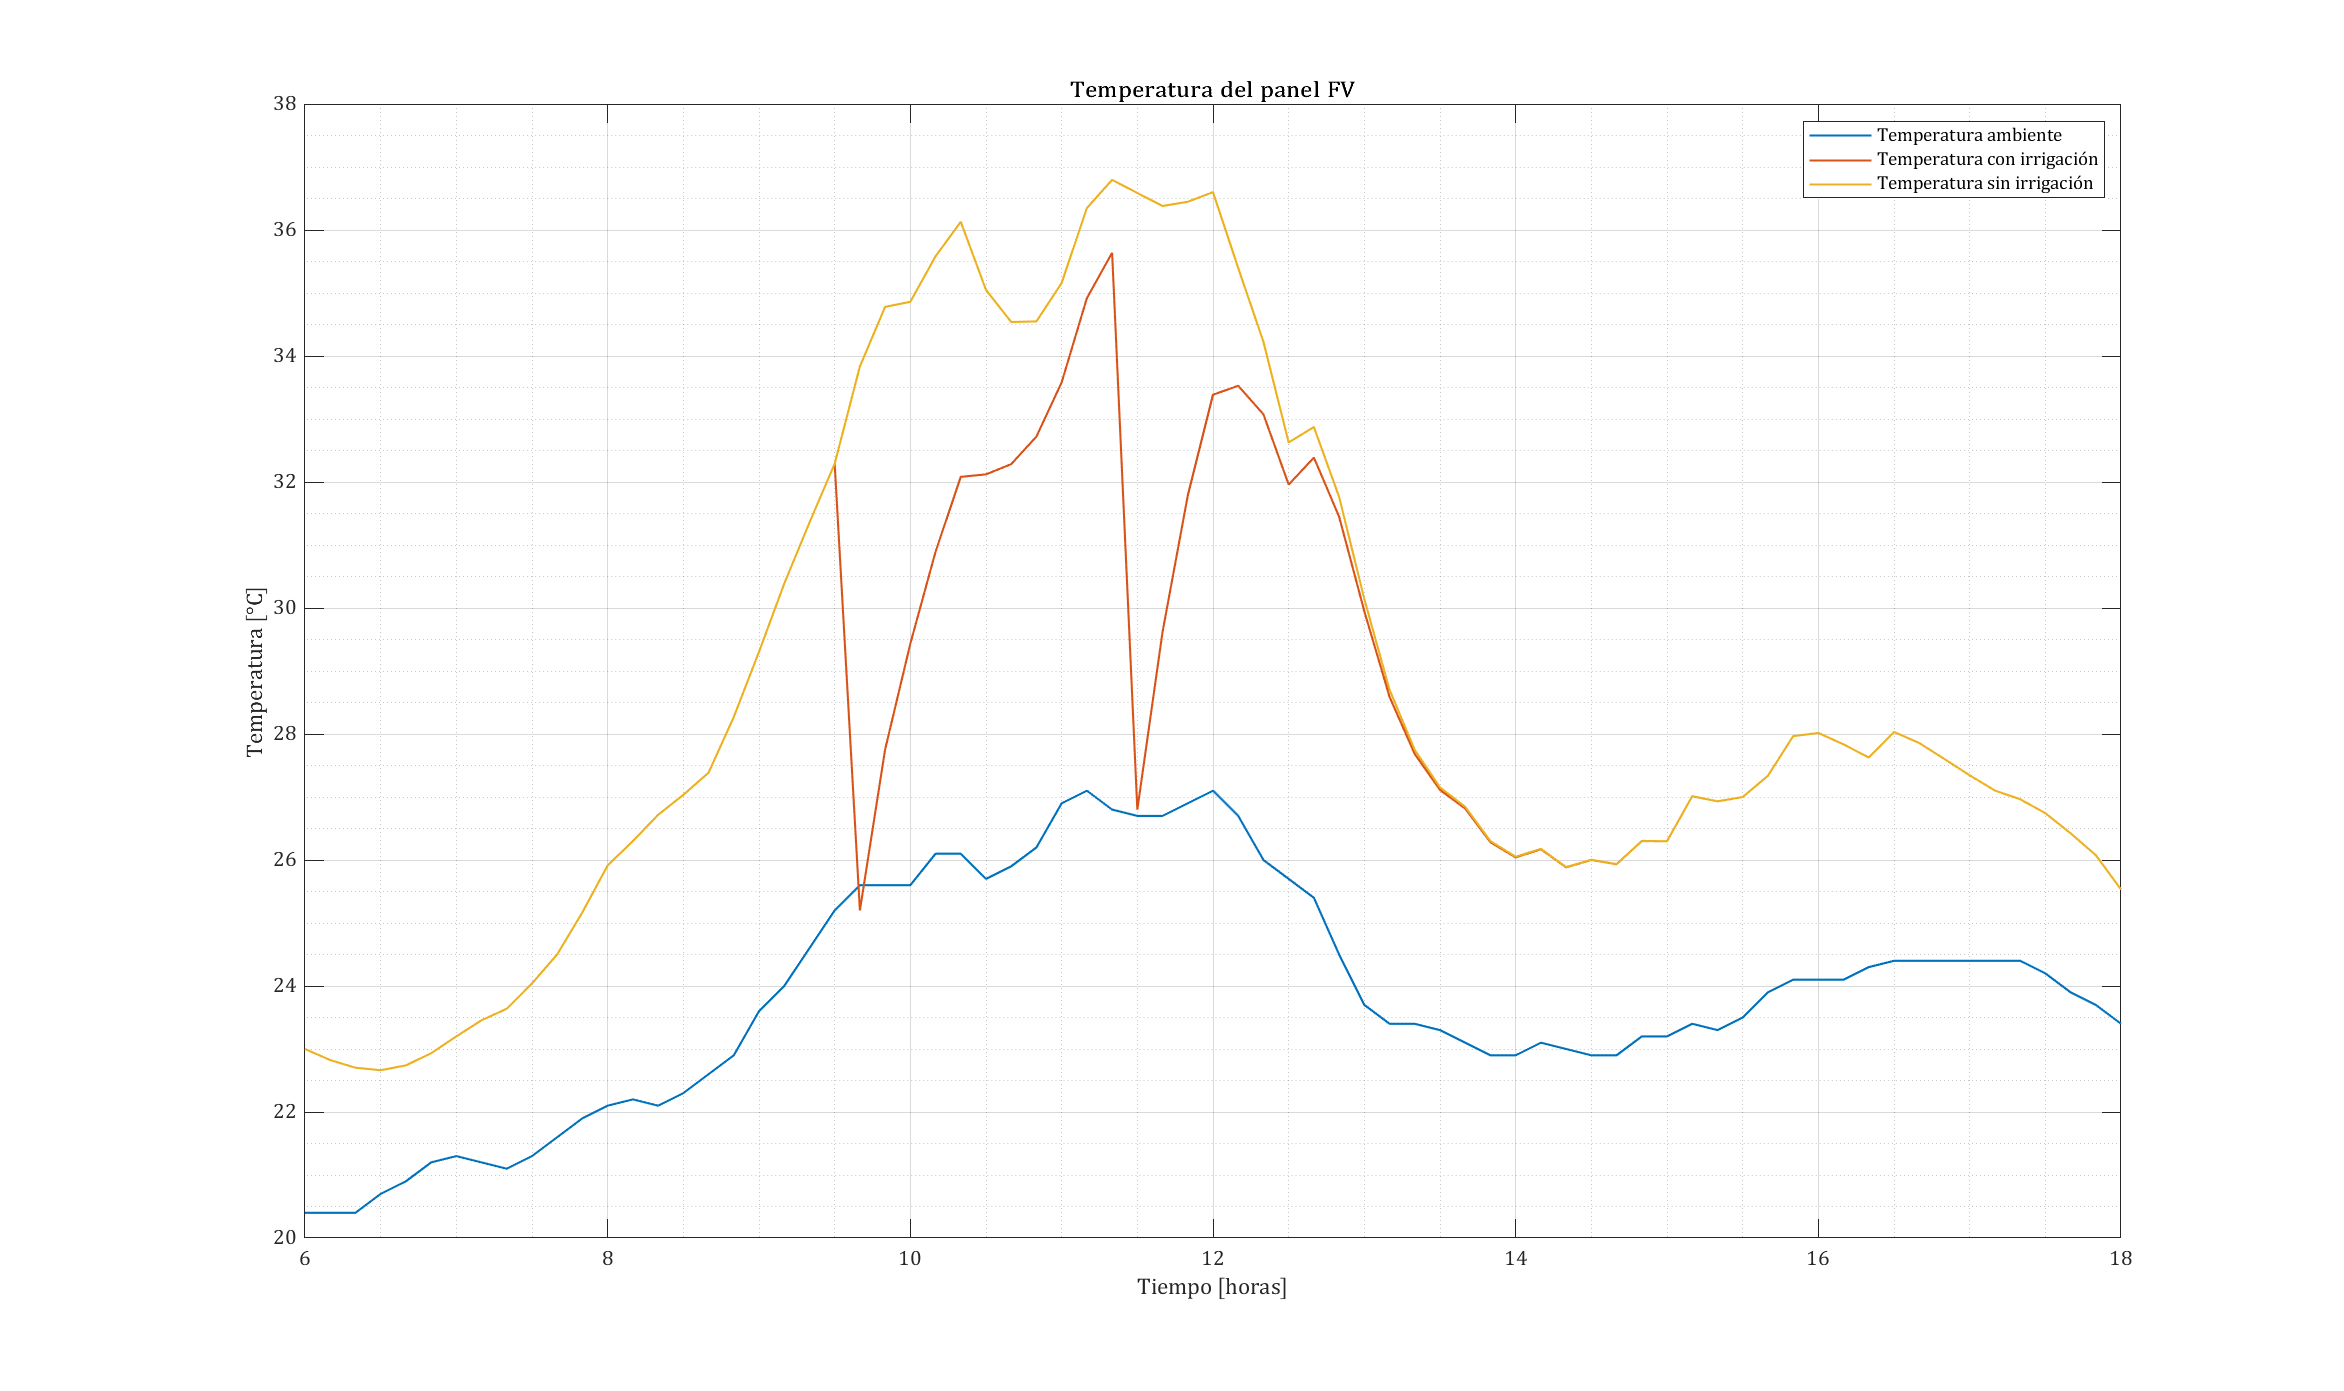 Temperatura del panel FV
38
Temperatura ambiente
Temperatura con irrigación
Temperatura sin irrigación
36
34
32
30
Temperatura [°C]
28
26
24
22
20
6 8 10 12 14 16 18
Tiempo [horas]